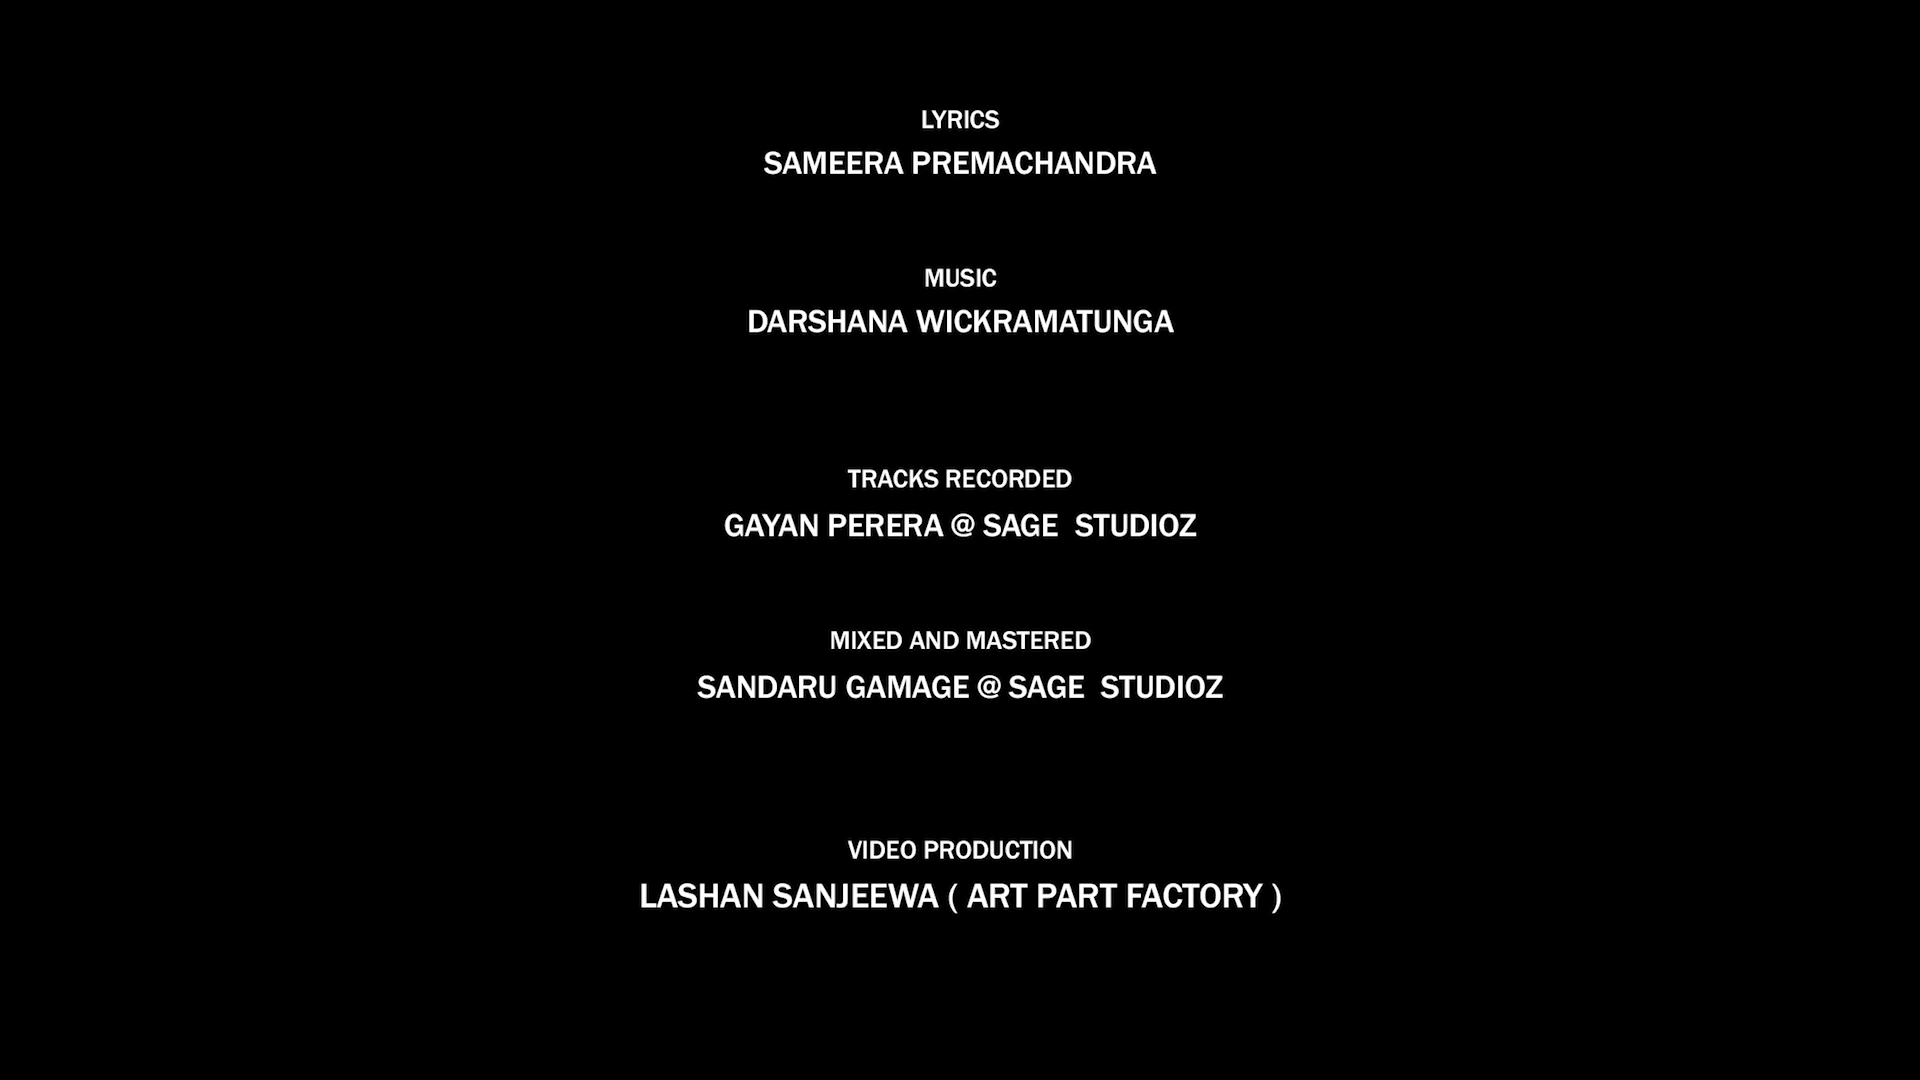 LYRICS
SAMEERA PREMACHANDRA
MUSIC
DARSHANA WICKRAMATUNGA
TRACKS RECORDED
GAYAN PERERA @ SAGE  STUDIOZ
MIXED AND MASTERED
SANDARU GAMAGE @ SAGE  STUDIOZ
VIDEO PRODUCTION
LASHAN SANJEEWA ( ART PART FACTORY )